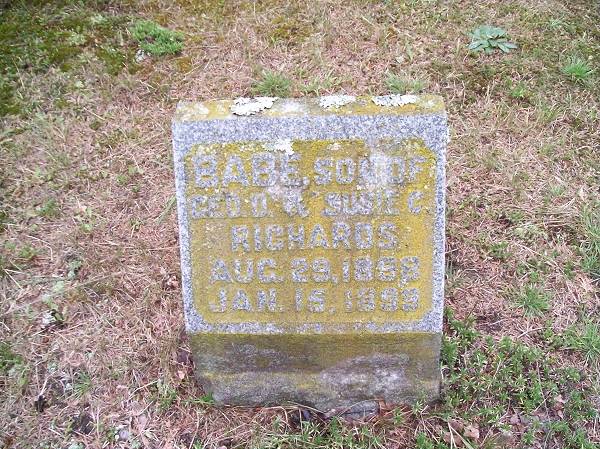 BABE, SON OF
GEO. D. & SUSIE C.
RICHARDS.
AUG. 29, 1898
JAN. 15, 1899